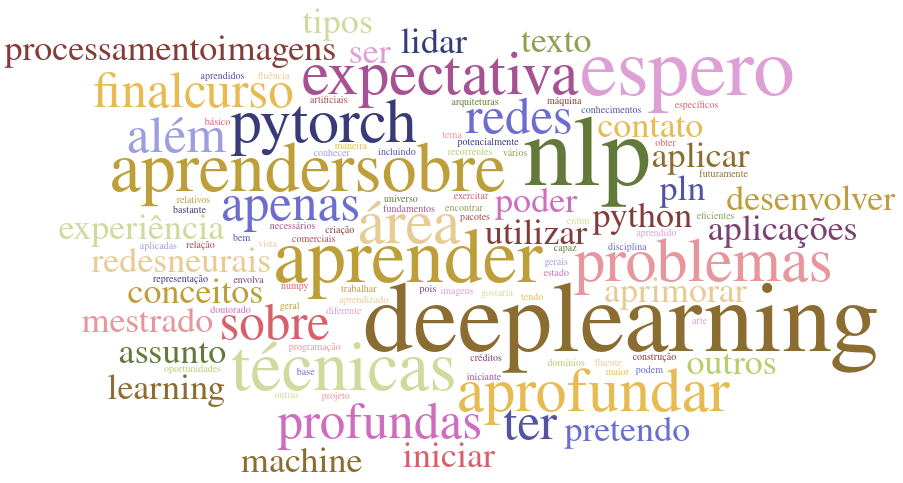 tipos
processamentoimagens ser lidar texto
aprendidos fluência expectativa espero
finalcurso artificiais arquiteturas máquina conhecimentos específicos
básico além pytorch redes contato
tema potencialmente nlp obter aplicar
maneira conhecer incluindo recorrentes vários
aprendersobre futuramente
pln desenvolver
relativos bastante apenas universo exercitar poder
fundamentos encontrar python eficientes
experiência necessários criação área pacotes utilizar enfim aprendido aplicações
aplicadas relação bem vista comerciais capaz disciplina
redesneurais aprender gerais problemas
representação envolva estado
conceitos numpy trabalhar pois imagens gostaria tendo aprimorar
doutorado geral aprendizado diferente
mestrado sobre deeplearning arte
assunto programação
oportunidades técnicas créditos domínios fluente construção outros
learning base iniciante maior podem
outras projeto aprofundar
profundas ter pretendo
machine iniciar